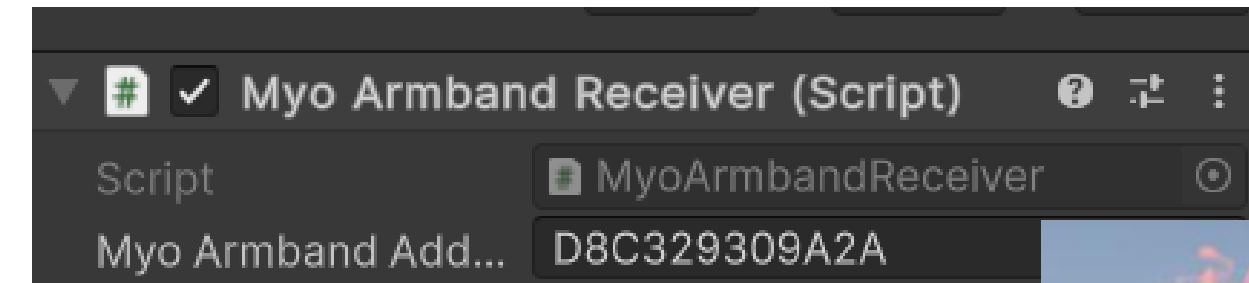 Myo Armband Receiver (Script)
Script # MyoArmbandReceiver
Myo Armband Add... D8C329309A2A